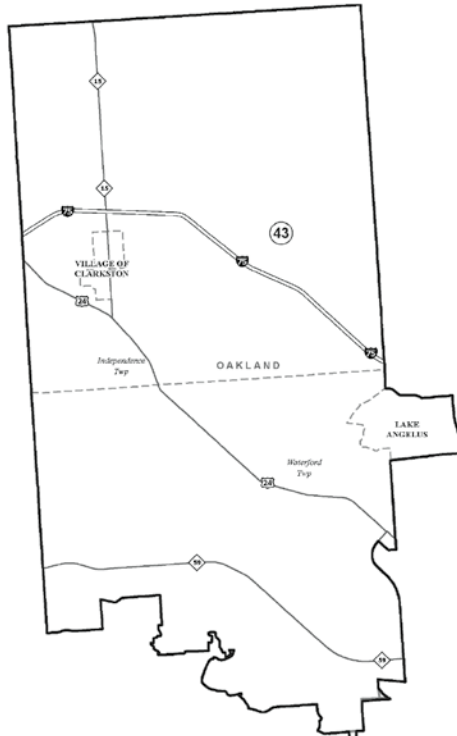 15
15
75
43
75
VILLAGE OF
CLARKSTON
24
75
Independence
Twp
OAKLAND
LAKE
ANGELUS
Waterford
Twp
24
59
59